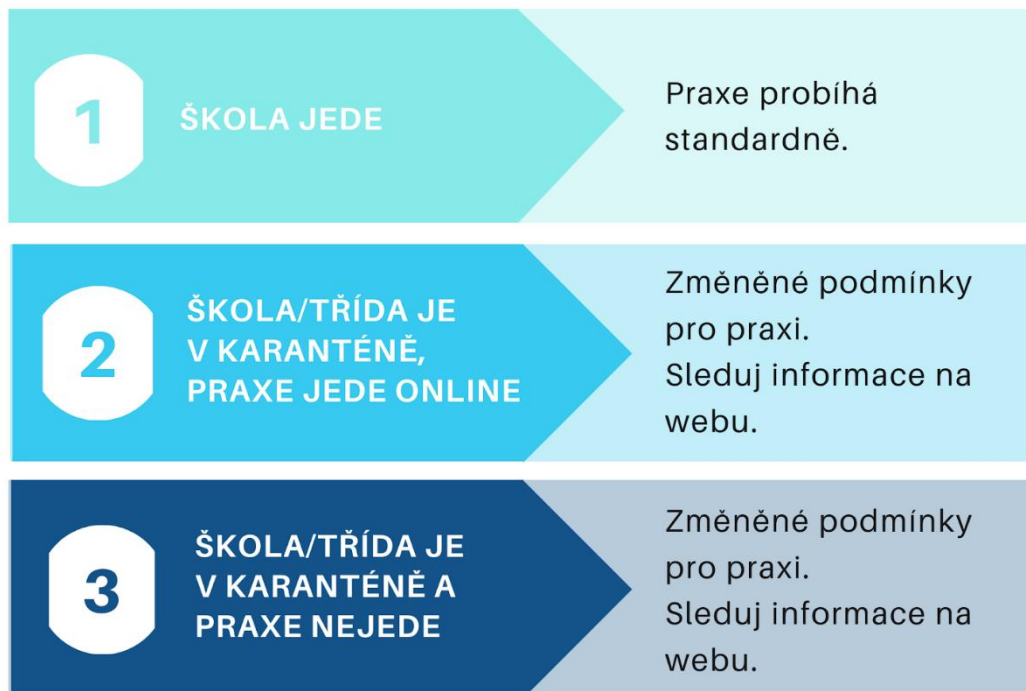 1
ŠKOLA JEDE
Praxe probíhá
standardně.
2
ŠKOLA/TŘÍDA JE
V KARANTÉNĚ,
PRAXE JEDE ONLINE
Změněné podmínky
pro praxi.
Sleduj informace na
webu.
3
ŠKOLA/TŘÍDA JE
V KARANTÉNĚ A
PRAXE NEJEDE
Změněné podmínky
pro praxi.
Sleduj informace na
webu.